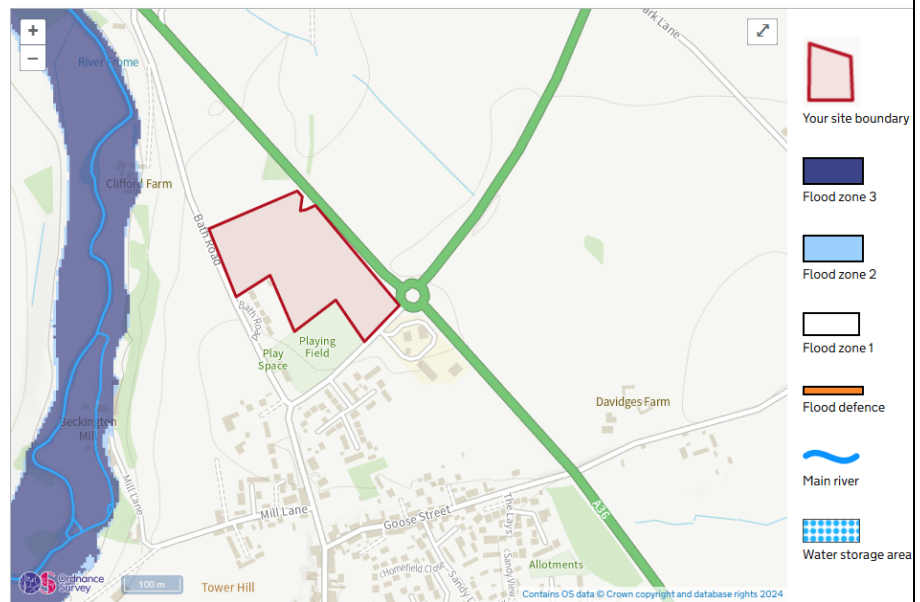 +
−
River Frome
Park Lane
Clifford Farm
Bath Road
Bath Road
Play
Space
Playing
Field
Beckington
Mill
Davidges Farm
Mill Lane
Mill Lane
Goose Street
The Lays
A36
Homefield Close
Sandy
Sandy View
Allotments
Tower Hill
Ordnance
Survey
100 m
Contains OS data © Crown copyright and database rights 2024
Your site boundary
Flood zone 3
Flood zone 2
Flood zone 1
Flood defence
Main river
Water storage area